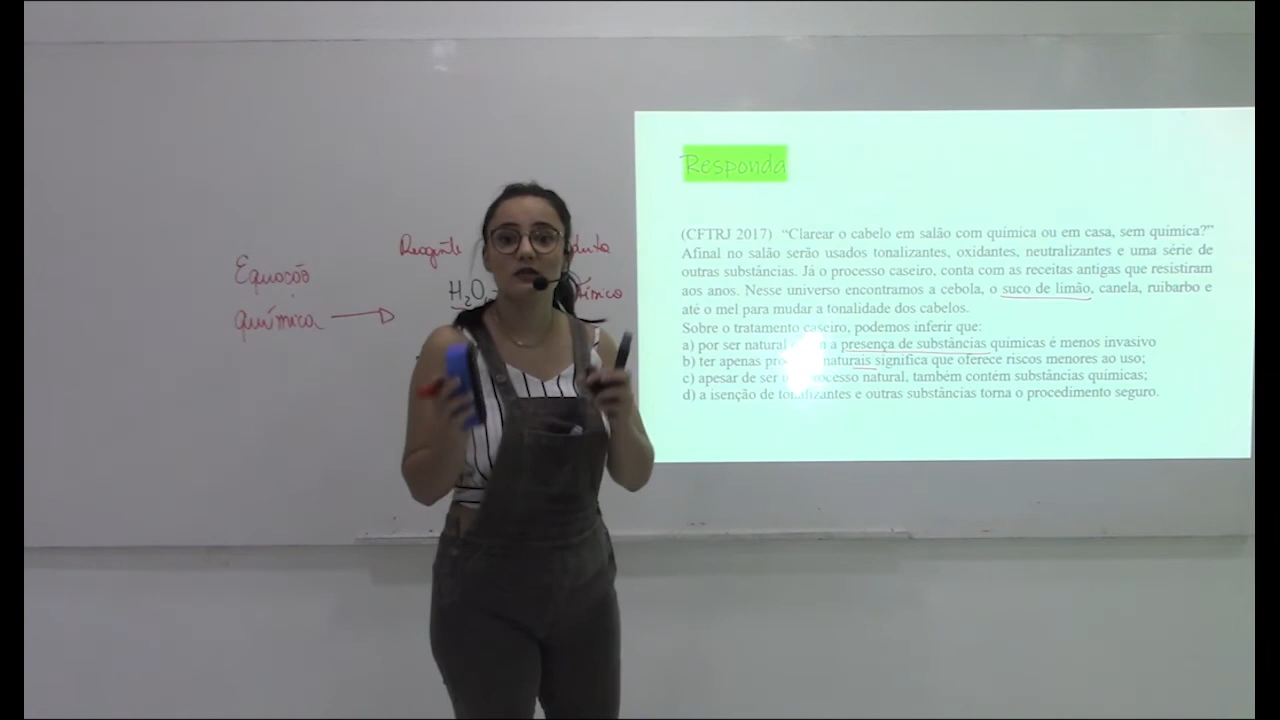 Responda
(CFTRJ 2017) “Clarear o cabelo em salão com química ou em casa, sem química?”
Afinal no salão serão usados tonalizantes, oxidantes, neutralizantes e uma série de
outras substâncias. Já o processo caseiro, conta com as receitas antigas que resistiram
aos anos. Nesse universo encontramos a cebola, o suco de limão, canela, ruibarbo e
até o mel para mudar a tonalidade dos cabelos.
Sobre o tratamento caseiro, podemos inferir que:
a) por ser natural a presença de substâncias químicas é menos invasivo
b) ter apenas naturais significa que oferece riscos menores ao uso;
c) apesar de ser processo natural, também contém substâncias químicas;
d) a isenção de tonalizantes e outras substâncias torna o procedimento seguro.
Reagente
Equação
química
H₂O